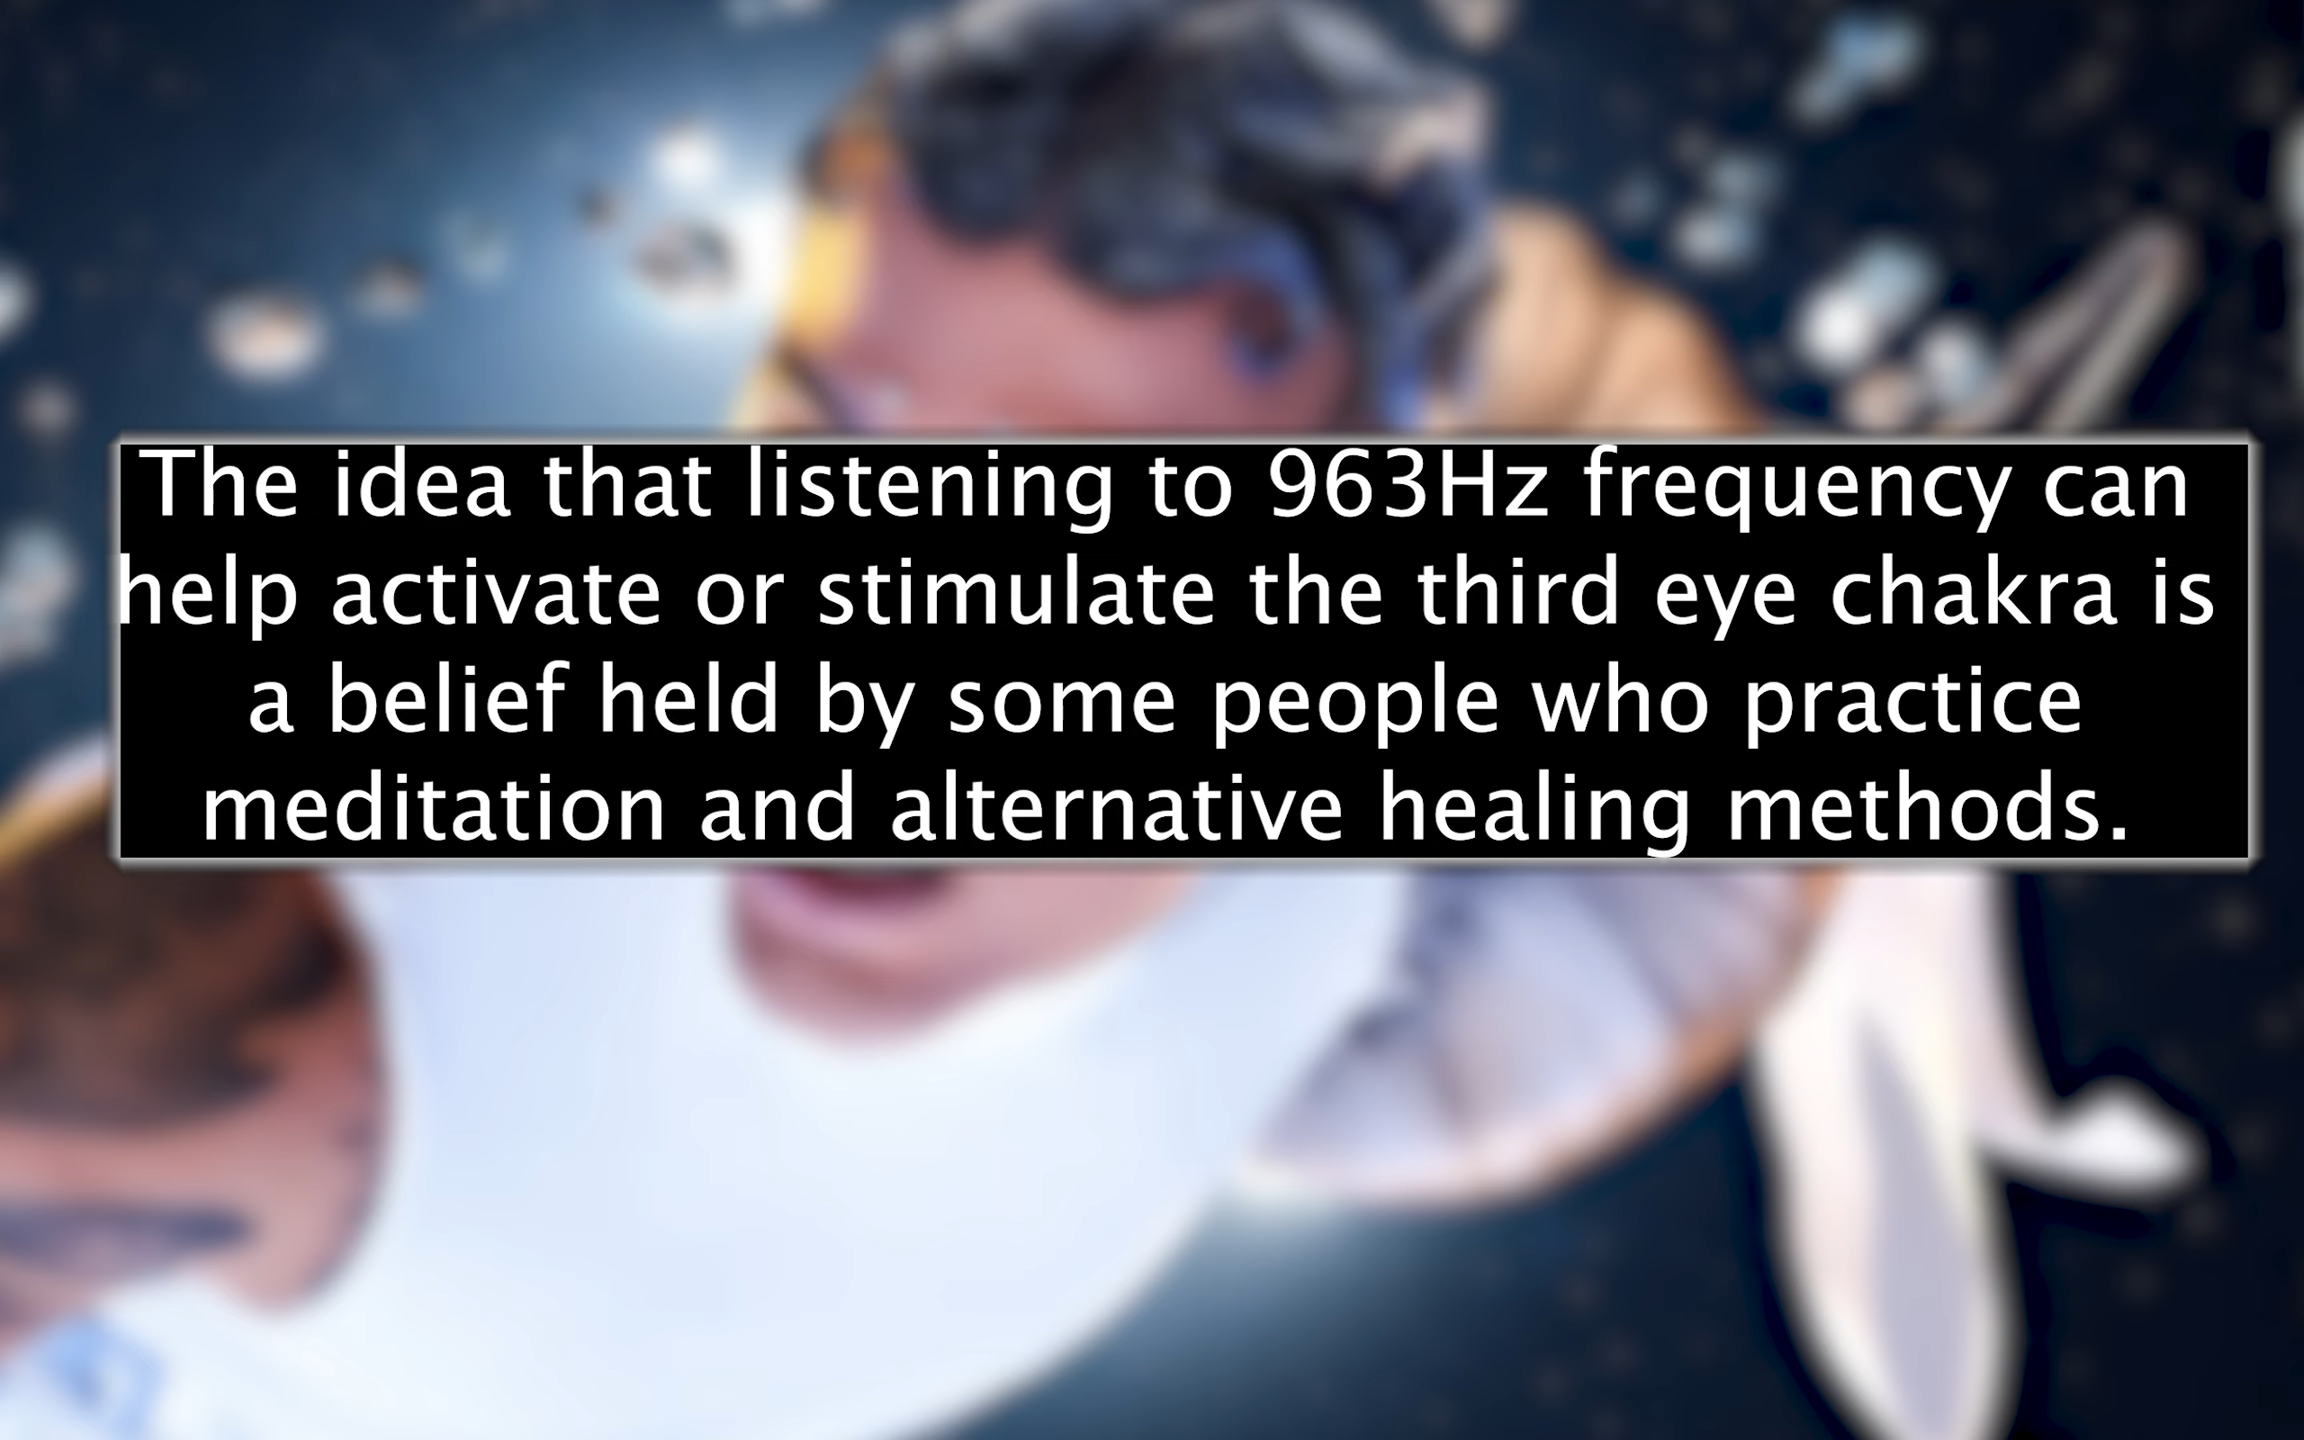 The idea that listening to 963Hz frequency can
help activate or stimulate the third eye chakra is
a belief held by some people who practice
meditation and alternative healing methods.